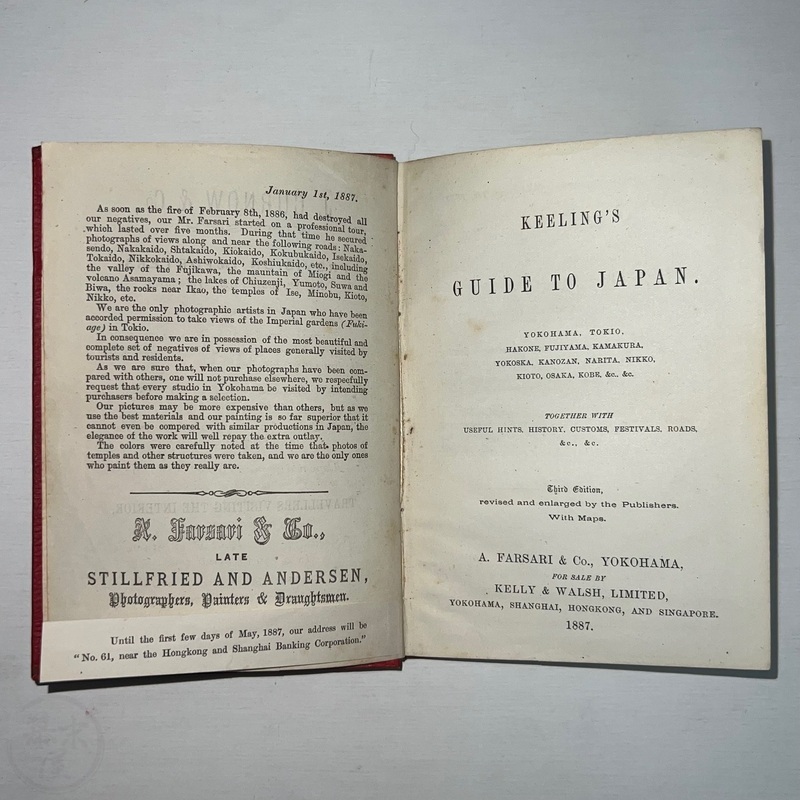 January 1st, 1887.
As soon as the fire of February 8th, 1886, had destroyed all
our negatives, our Mr. Farsari started on a professional tour,
which lasted over five months. During that time he secured
photographs of views along and near the following roads: Naka-
sendo, Nakakaido, Shtakaido, Kiokaido, Kokubukaido, Isekaido,
Tokaido, Nikkokaido, Ashiwokaido, Koshiukaido, etc., including
the valley of the Fujikawa, the mauntain of Miogi and the
volcano Asamayama; the lakes of Chiuzenji, Yumoto, Suwa and
Biwa, the rocks near Ikao, the temples of Ise, Minobu, Kioto,
Nikko, etc.
We are the only photographic artists in Japan who have been
accorded permission to take views of the Imperial gardens (Fuki-
age) in Tokio.
In consequence we are in possession of the most beautiful and
complete set of negatives of views of places generally visited by
tourists and residents.
As we are sure that, when our photographs have been com-
pared with others, one will not purchase elsewhere, we respecfully
request that every studio in Yokohama be visited by intending
purchasers before making a selection.
Our pictures may be more expensive than others, but as we
use the best materials and our painting is so far superior that it
cannot even be compered with similar productions in Japan, the
elegance of the work will well repay the extra outlay.
The colors were carefully noted at the time that photos of
temples and other structures were taken, and we are the only ones
who paint them as they really are.
A. Farsari & Co.,
LATE
STILLFRIED AND ANDERSEN,
Photographers, Painters & Draughtsmen.
Until the first few days of May, 1887, our address will be
"No. 61, near the Hongkong and Shanghai Banking Corporation."
KEELING'S
GUIDE TO JAPAN.
YOKOHAMA, TOKIO,
HAKONE, FUJIYAMA, KAMAKURA,
YOKOSKA, KANOZAN, NARITA, NIKKO,
KIOTO, OSAKA, KOBE, &c., &c.
TOGETHER WITH
USEFUL HINTS, HISTORY, CUSTOMS, FESTIVALS, ROADS,
&c., &c.
Third Edition,
revised and enlarged by the Publishers.
With Maps.
A. FARSARI & Co., YOKOHAMA,
FOR SALE BY
KELLY & WALSH, LIMITED,
YOKOHAMA, SHANGHAI, HONGKONG, AND SINGAPORE.
1887.